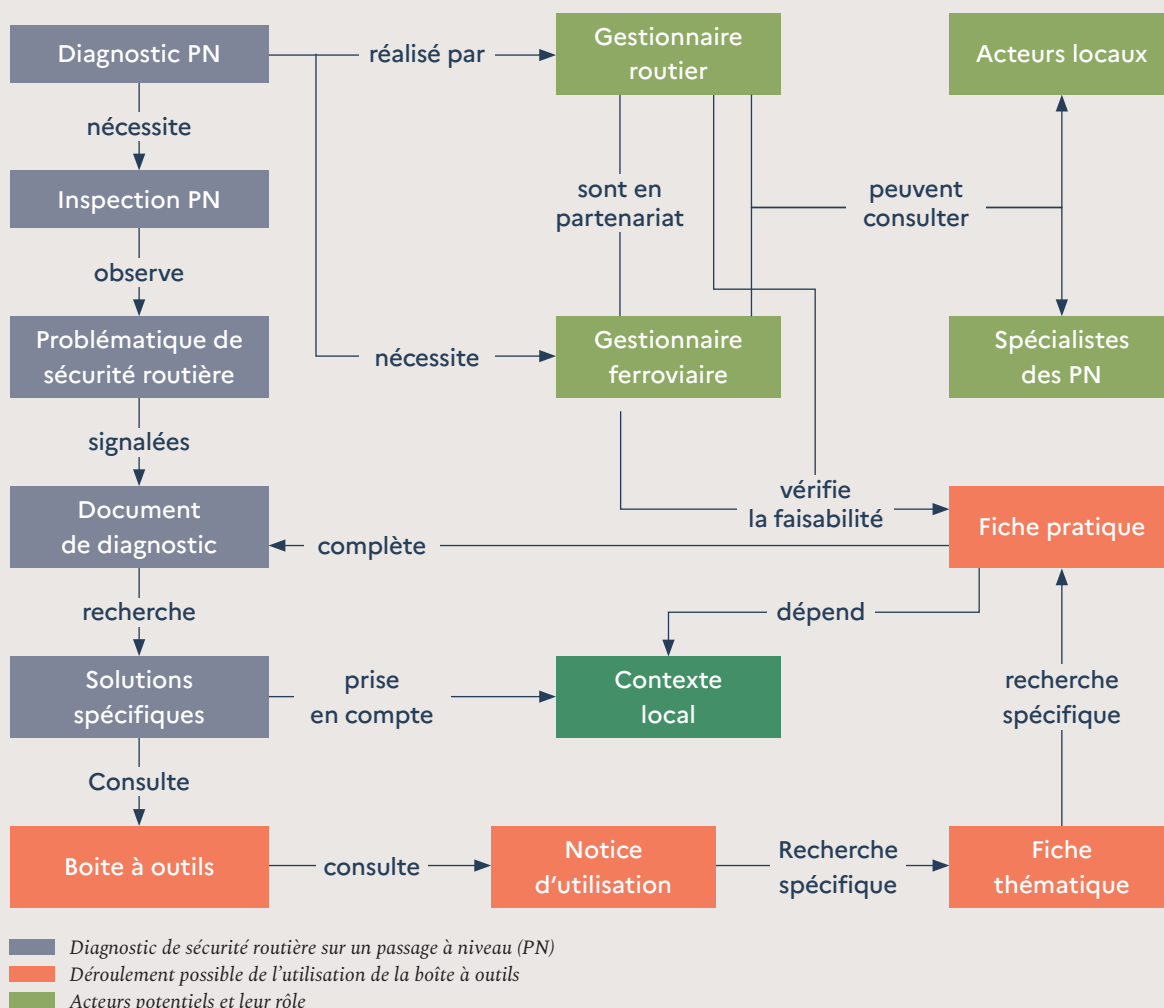 Diagnostic PN
réalisé par
Gestionnaire
routier
Acteurs locaux
nécessite
Inspection PN
sont en
partenariat
peuvent
consulter
observe
Problématique de
sécurité routière
nécessite
Gestionnaire
ferroviaire
Spécialistes
des PN
signalées
Document
de diagnostic
vérifie
la faisabilité
Fiche pratique
complète
recherche
dépend
Solutions
spécifiques
prise
en compte
Contexte
local
recherche
spécifique
Consulte
Boite à outils
consulte
Notice
d’utilisation
Recherche
spécifique
Fiche
thématique
Diagnostic de sécurité routière sur un passage à niveau (PN)
Déroulement possible de l’utilisation de la boîte à outils
Acteurs potentiels et leur rôle